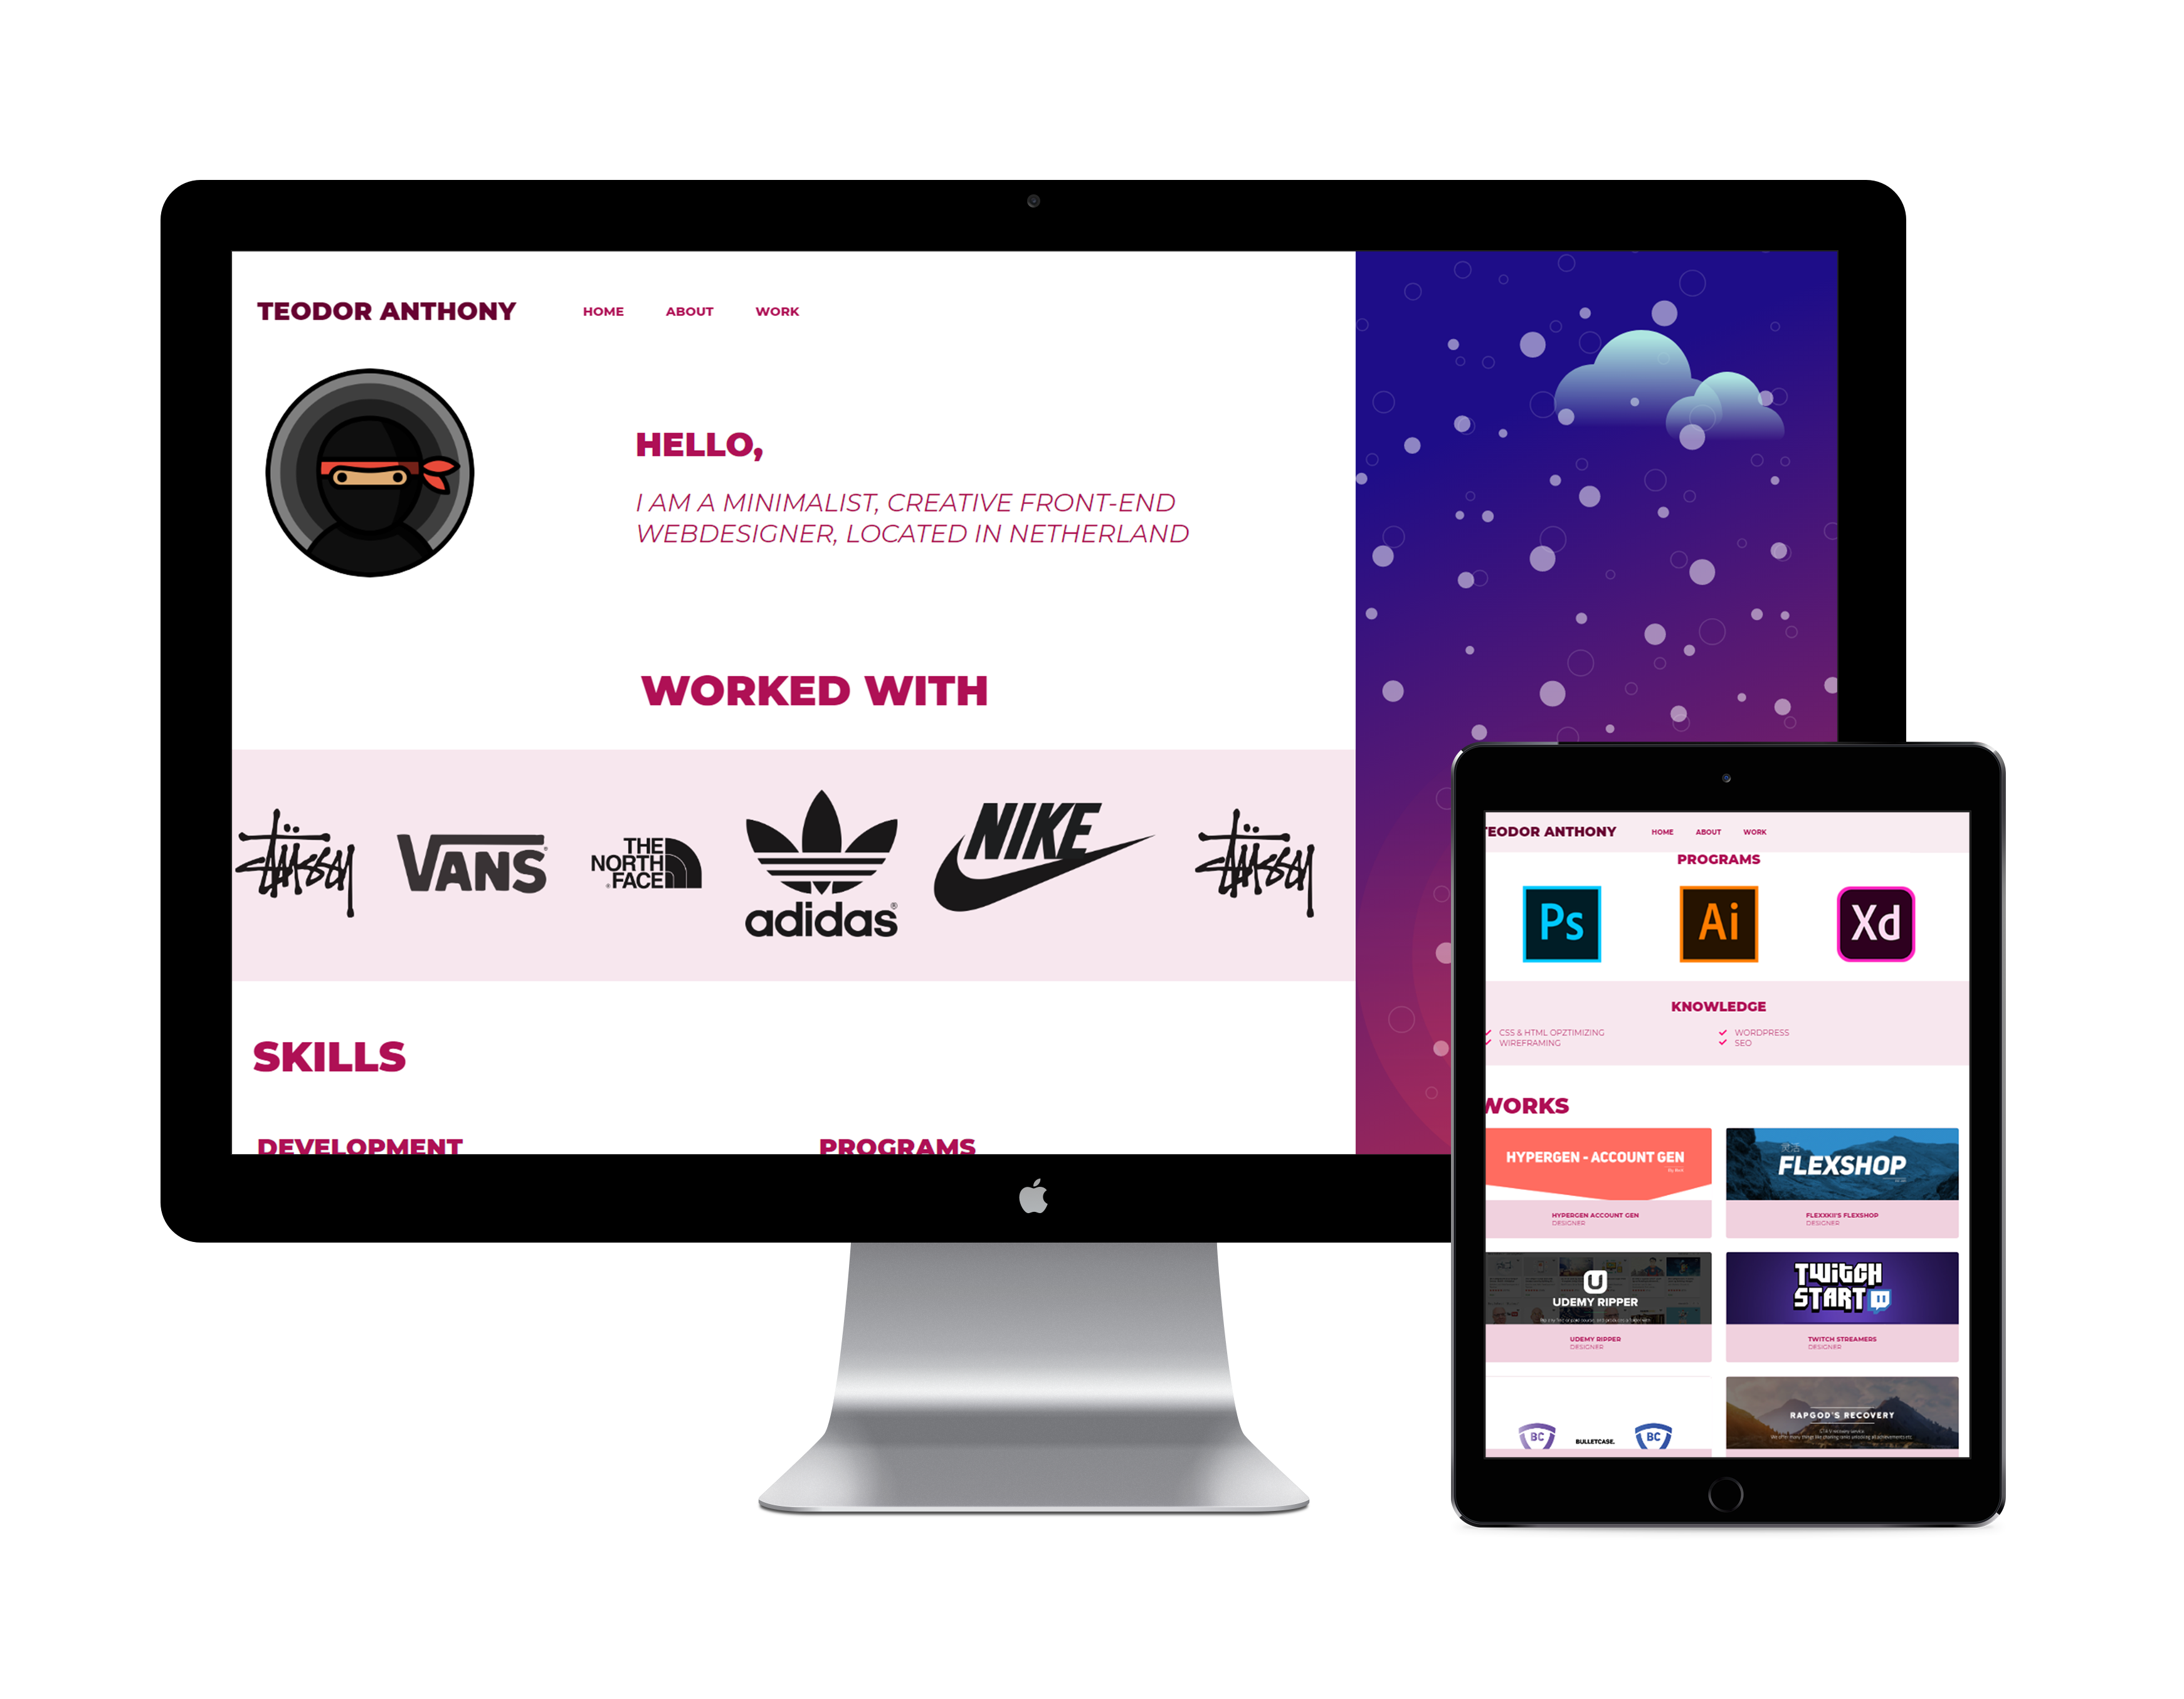 TEODOR ANTHONY
HOME ABOUT WORK
HELLO,
I AM A MINIMALIST, CREATIVE FRONT-END
WEBDESIGNER, LOCATED IN NETHERLAND
WORKED WITH
Stüssy
VANS
THE
NORTH
FACE
adidas
NIKE
Stüssy
SKILLS
DEVELOPMENT
PROGRAMS
TEODOR ANTHONY
HOME ABOUT WORK
PROGRAMS
Ps
Ai
Xd
KNOWLEDGE
CSS & HTML OPZTIMIZING
WIREFRAMING
WORDPRESS
SEO
WORKS
HYPERGEN - ACCOUNT GEN
HYPERGEN ACCOUNT GEN
DESIGNER
FLEXSHOP
FLEXXKII'S FLEXSHOP
DESIGNER
UDEMY RIPPER
UDEMY RIPPER
DESIGNER
TWITCH
START
TWITCH STREAMERS
DESIGNER
BC
BULLETCASE.
BC
RAPGOD'S RECOVERY